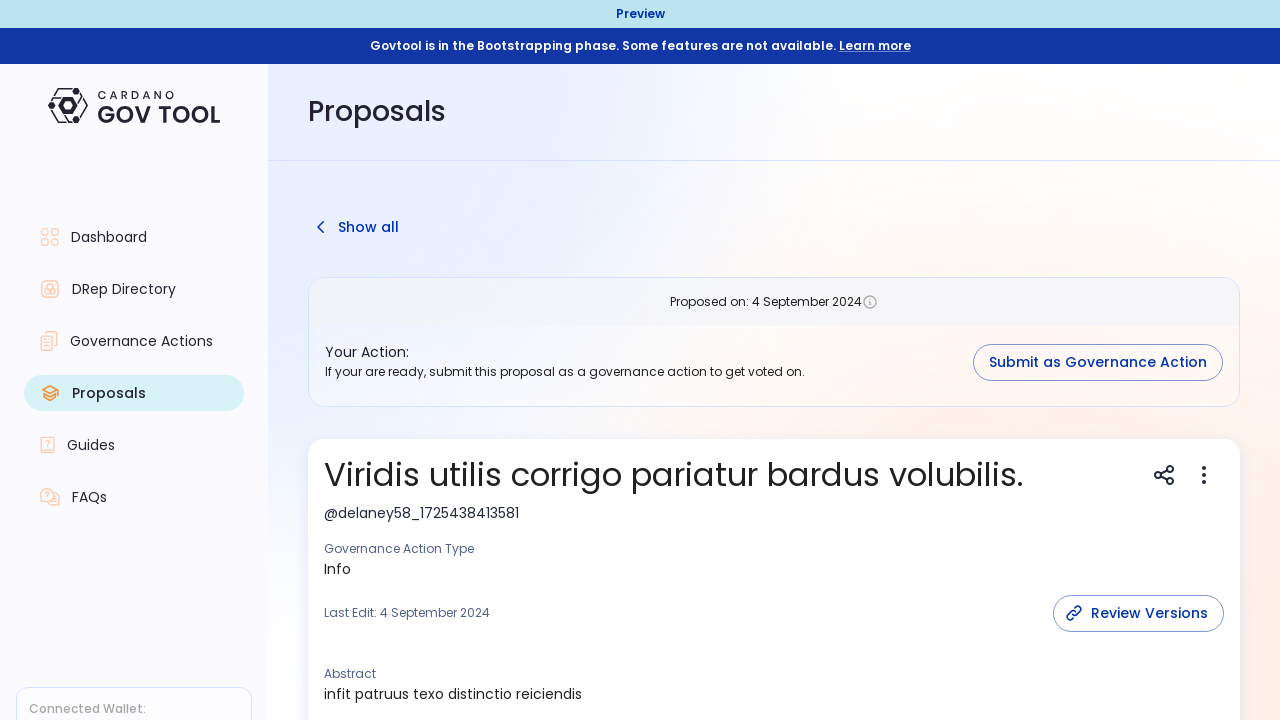 Preview
Govtool is in the Bootstrapping phase. Some features are not available. Learn more
CARDANO
GOV TOOL
Dashboard
DRep Directory
Governance Actions
Proposals
Guides
FAQs
Connected Wallet:
Proposals
Show all
Proposed on: 4 September 2024
Your Action:
If your are ready, submit this proposal as a governance action to get voted on.
Submit as Governance Action
Viridis utilis corrigo pariatur bardus volubilis.
@delaney58_1725438413581
Governance Action Type
Info
Last Edit: 4 September 2024
Review Versions
Abstract
infit patruus texo distinctio reiciendis